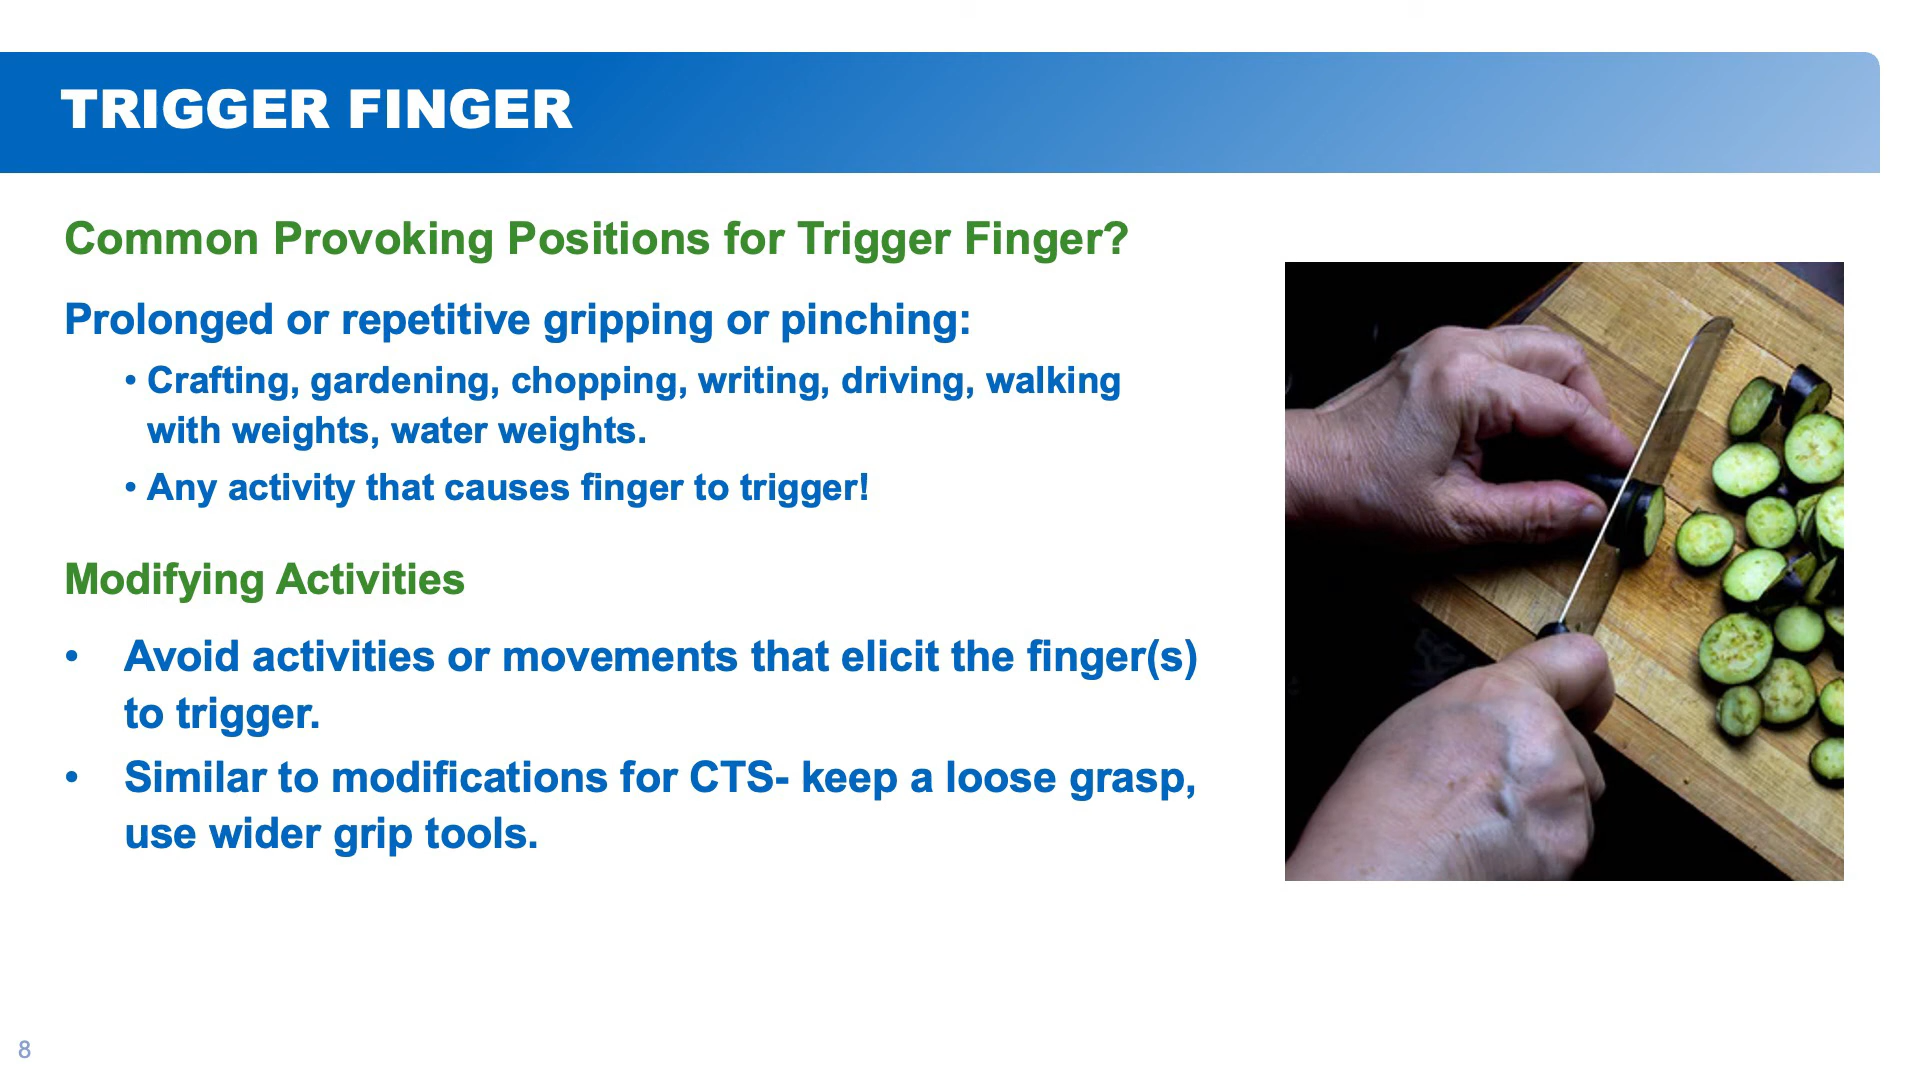 TRIGGER FINGER
Common Provoking Positions for Trigger Finger?
Prolonged or repetitive gripping or pinching:
• Crafting, gardening, chopping, writing, driving, walking
with weights, water weights.
• Any activity that causes finger to trigger!
Modifying Activities
• Avoid activities or movements that elicit the finger(s)
to trigger.
• Similar to modifications for CTS- keep a loose grasp,
use wider grip tools.
8